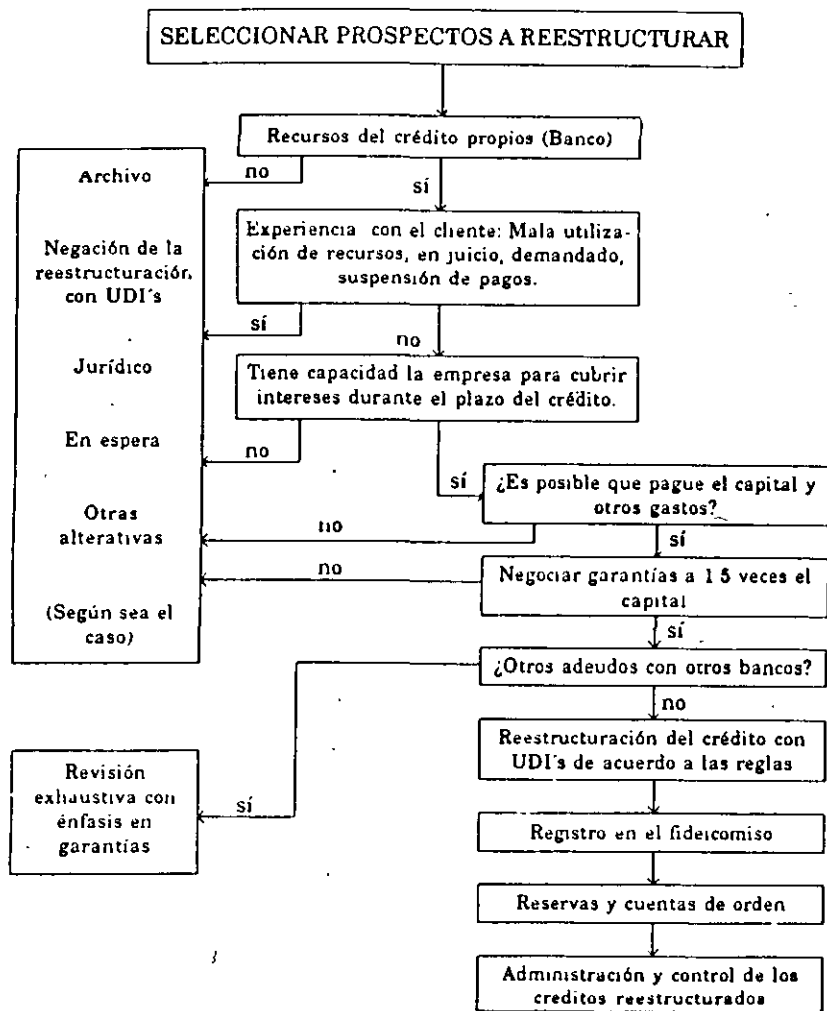 SELECCIONAR PROSPECTOS A REESTRUCTURAR
Recursos del crédito propios (Banco)
no
sí
Archivo
Negación de la
reestructuración,
con UDI's
Jurídico
En espera
Otras
alterativas
(Según sea el
caso)
Experiencia con el cliente: Mala utiliza-
ción de recursos, en juicio, demandado,
suspensión de pagos.
sí
no
Tiene capacidad la empresa para cubrir
intereses durante el plazo del crédito.
no
sí
¿Es posible que pague el capital y
otros gastos?
no
sí
no
Negociar garantías a 1 5 veces el
capital
sí
¿Otros adeudos con otros bancos?
no
Reestructuración del crédito con
UDI's de acuerdo a las reglas
Revisión
exhaustiva con
énfasis en
garantías
sí
Registro en el fideicomiso
Reservas y cuentas de orden
Administración y control de los
creditos reestructurados